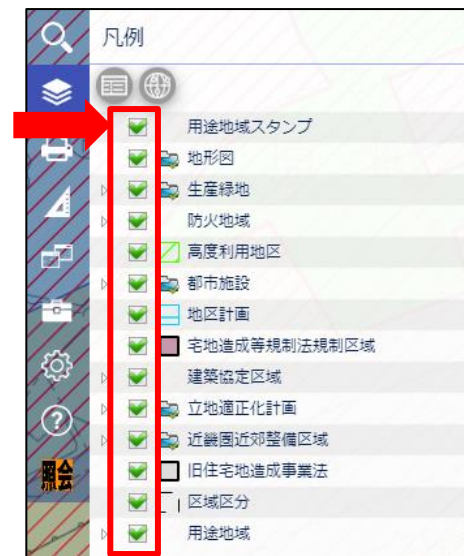 凡例
用途地域スタンプ
地形図
生産緑地
防火地域
高度利用地区
都市施設
地区計画
宅地造成等規制法規制区域
建築協定区域
立地適正化計画
近畿圏近郊整備区域
照会
旧住宅地造成事業法
区域区分
用途地域